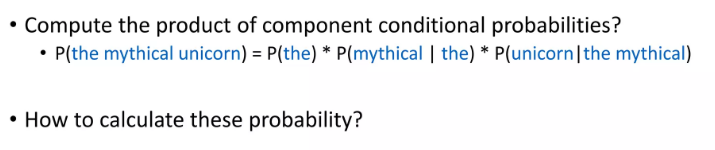 • Compute the product of component conditional probabilities?
• P(the mythical unicorn) = P(the) * P(mythical | the) * P(unicorn|the mythical)
• How to calculate these probability?